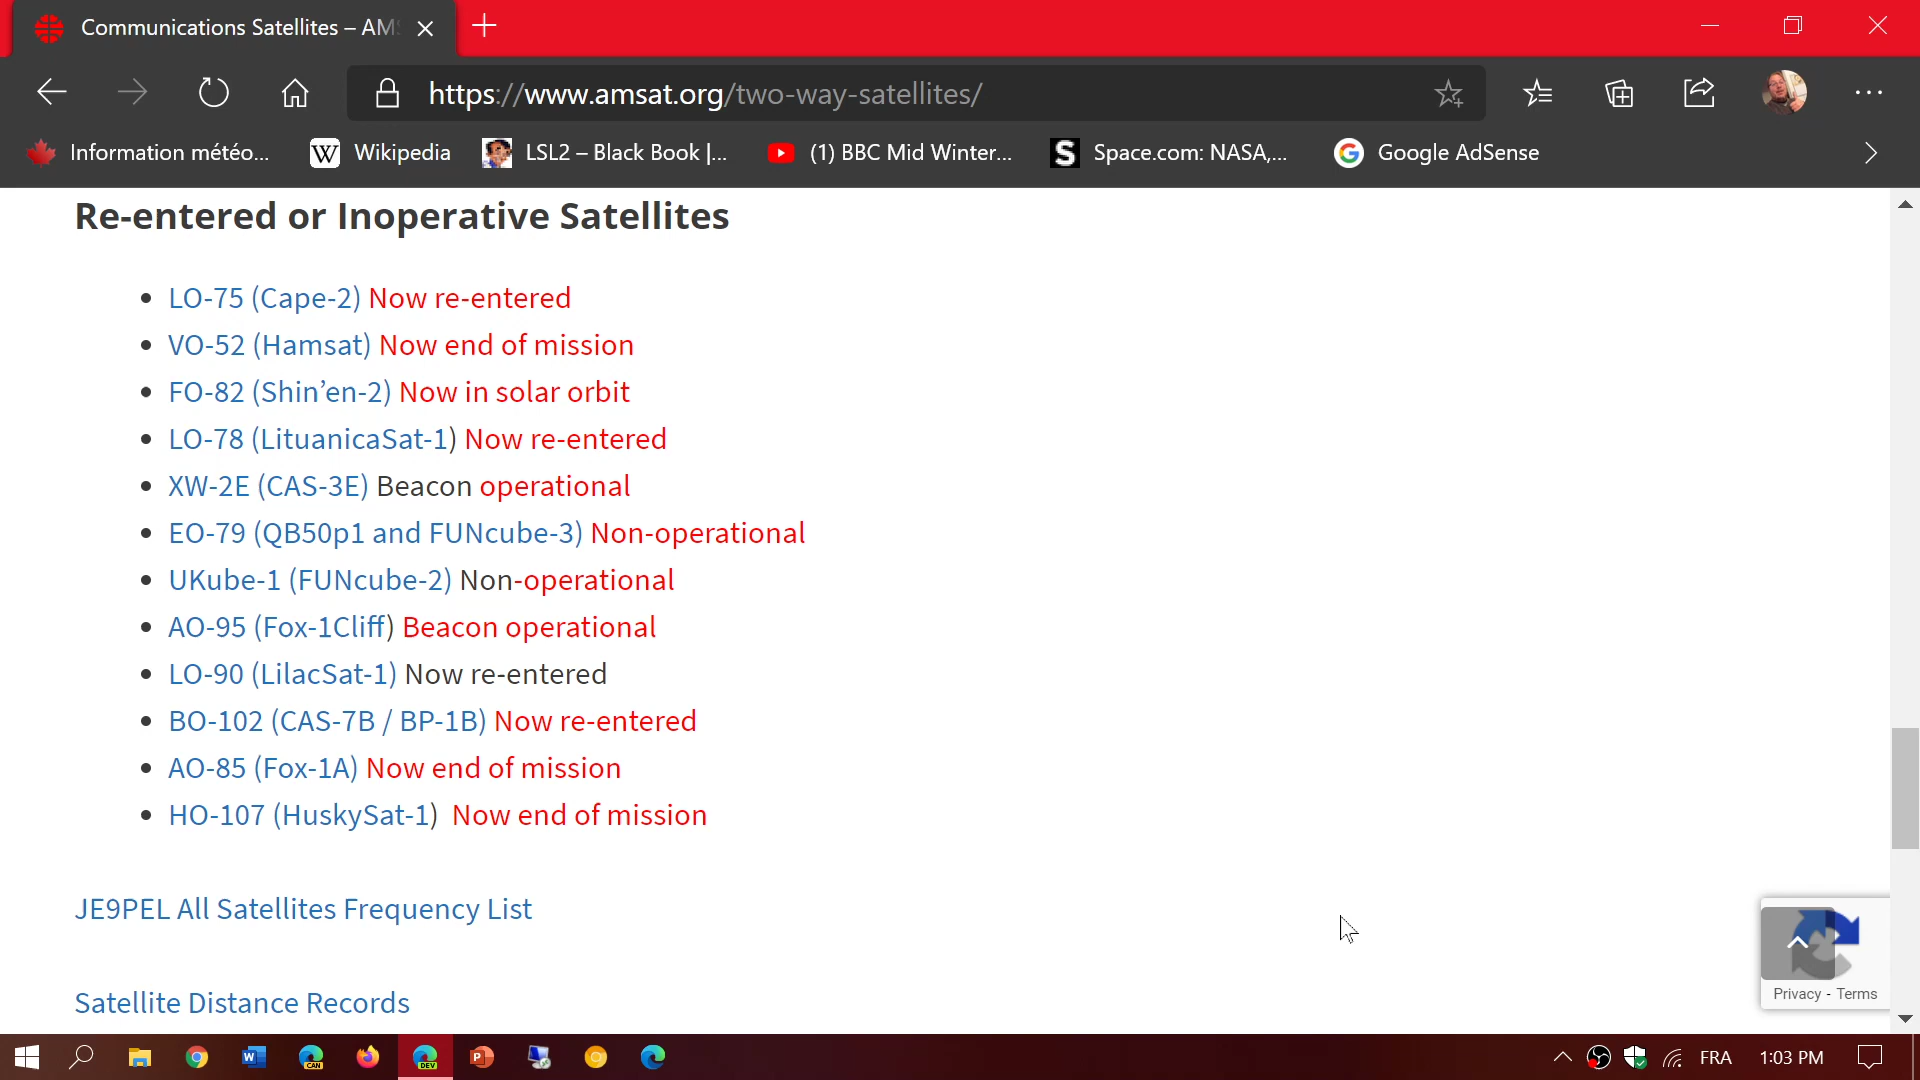 Communications Satellites – AMS
https://www.amsat.org/two-way-satellites/
Information météo...
W Wikipedia
LSL2 – Black Book |...
(1) BBC Mid Winter...
S Space.com: NASA,...
G Google AdSense
Re-entered or Inoperative Satellites
LO-75 (Cape-2) Now re-entered
VO-52 (Hamsat) Now end of mission
FO-82 (Shin’en-2) Now in solar orbit
LO-78 (LituanicaSat-1) Now re-entered
XW-2E (CAS-3E) Beacon operational
EO-79 (QB50p1 and FUNcube-3) Non-operational
UKube-1 (FUNcube-2) Non-operational
AO-95 (Fox-1Cliff) Beacon operational
LO-90 (LilacSat-1) Now re-entered
BO-102 (CAS-7B / BP-1B) Now re-entered
AO-85 (Fox-1A) Now end of mission
HO-107 (HuskySat-1) Now end of mission
JE9PEL All Satellites Frequency List
Satellite Distance Records
Privacy - Terms
W
CAN
DEV
P
FRA
1:03 PM